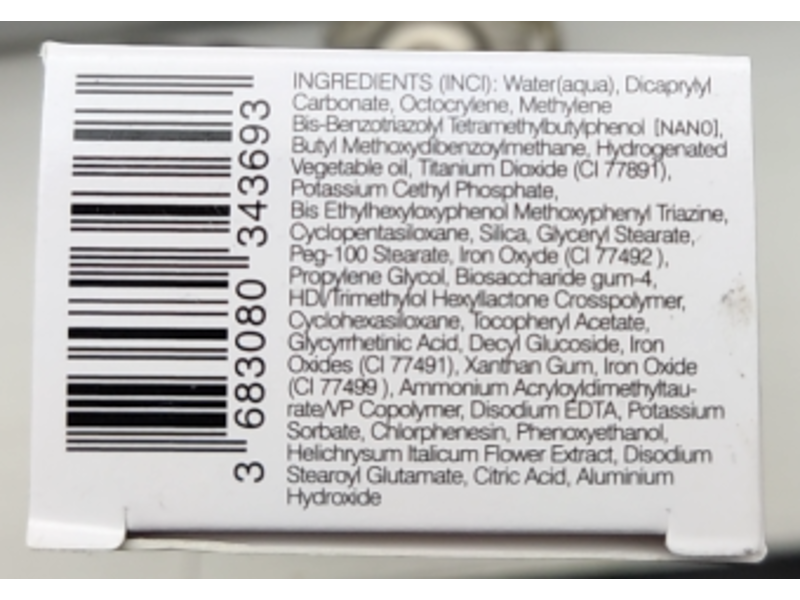 INGREDIENTS (INCI): Water(aqua), Dicaprylyl
Carbonate, Octocrylene, Methylene
Bis-Benzotriazolyl Tetramethylbutylphenol [NANO],
Butyl Methoxydibenzoylmethane, Hydrogenated
Vegetable oil, Titanium Dioxide (CI 77891),
Potassium Cethyl Phosphate,
Bis Ethylhexyloxyphenol Methoxyphenyl Triazine,
Cyclopentasiloxane, Silica, Glyceryl Stearate,
Peg-100 Stearate, Iron Oxyde (CI 77492 ),
Propylene Glycol, Biosaccharide gum-4,
HDI/Trimethylol Hexyllactone Crosspolymer,
Cyclohexasiloxane, Tocopheryl Acetate,
Glycyrrhetinic Acid, Decyl Glucoside, Iron
Oxides (CI 77491), Xanthan Gum, Iron Oxide
(CI 77499 ), Ammonium Acryloyldimethyltau-
rate/VP Copolymer, Disodium EDTA, Potassium
Sorbate, Chlorphenesin, Phenoxyethanol,
Helichrysum Italicum Flower Extract, Disodium
Stearoyl Glutamate, Citric Acid, Aluminium
Hydroxide
3 683080 343693